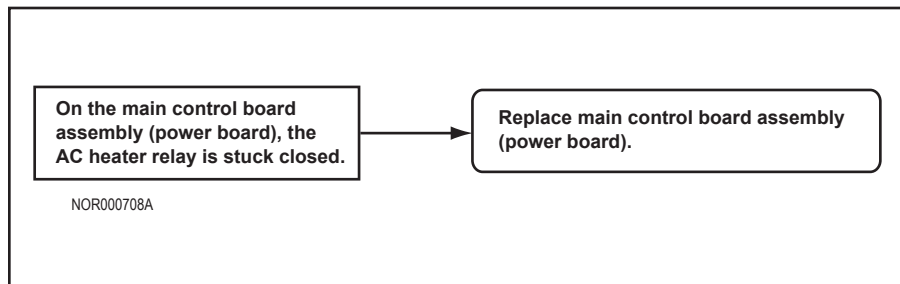 On the main control board
assembly (power board), the
AC heater relay is stuck closed.
Replace main control board assembly
(power board).
NOR000708A